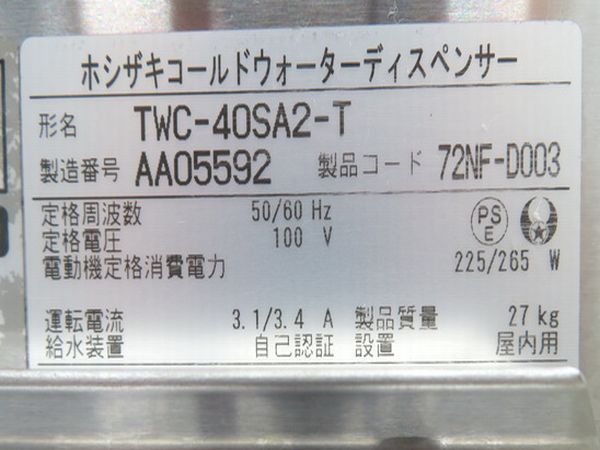 ホシザキコールドウォーターディスペンサー
形名 TWC-40SA2-T
製造番号 AA05592 製品コード 72NF-D003
定格周波数 50/60 Hz
定格電圧 100 V
PS E
電動機定格消費電力 225/265 W
運転電流 3.1/3.4 A 製品質量 27 kg
給水装置 自己認証 設置 屋内用